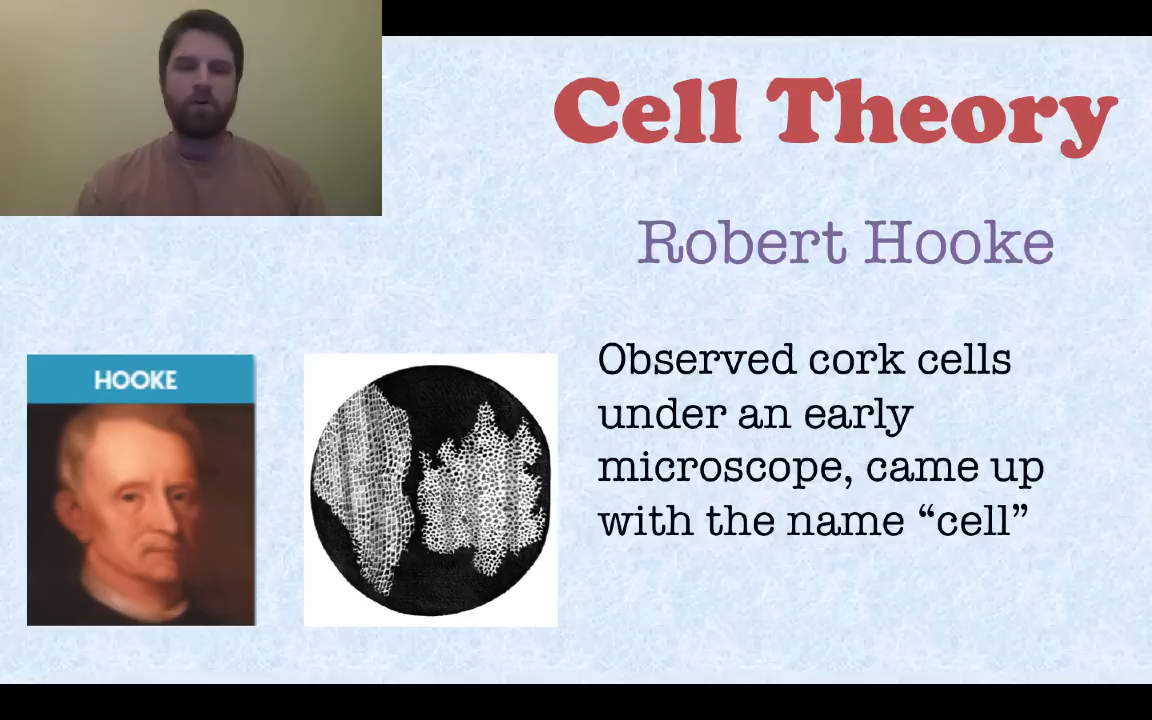 Cell Theory
Robert Hooke
HOOKE
Observed cork cells
under an early
microscope, came up
with the name “cell”